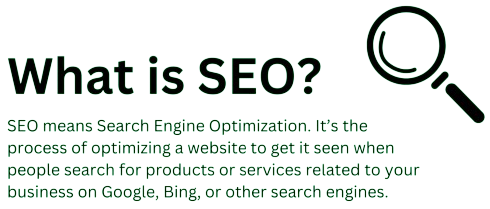 What is SEO?
SEO means Search Engine Optimization. It’s the
process of optimizing a website to get it seen when
people search for products or services related to your
business on Google, Bing, or other search engines.